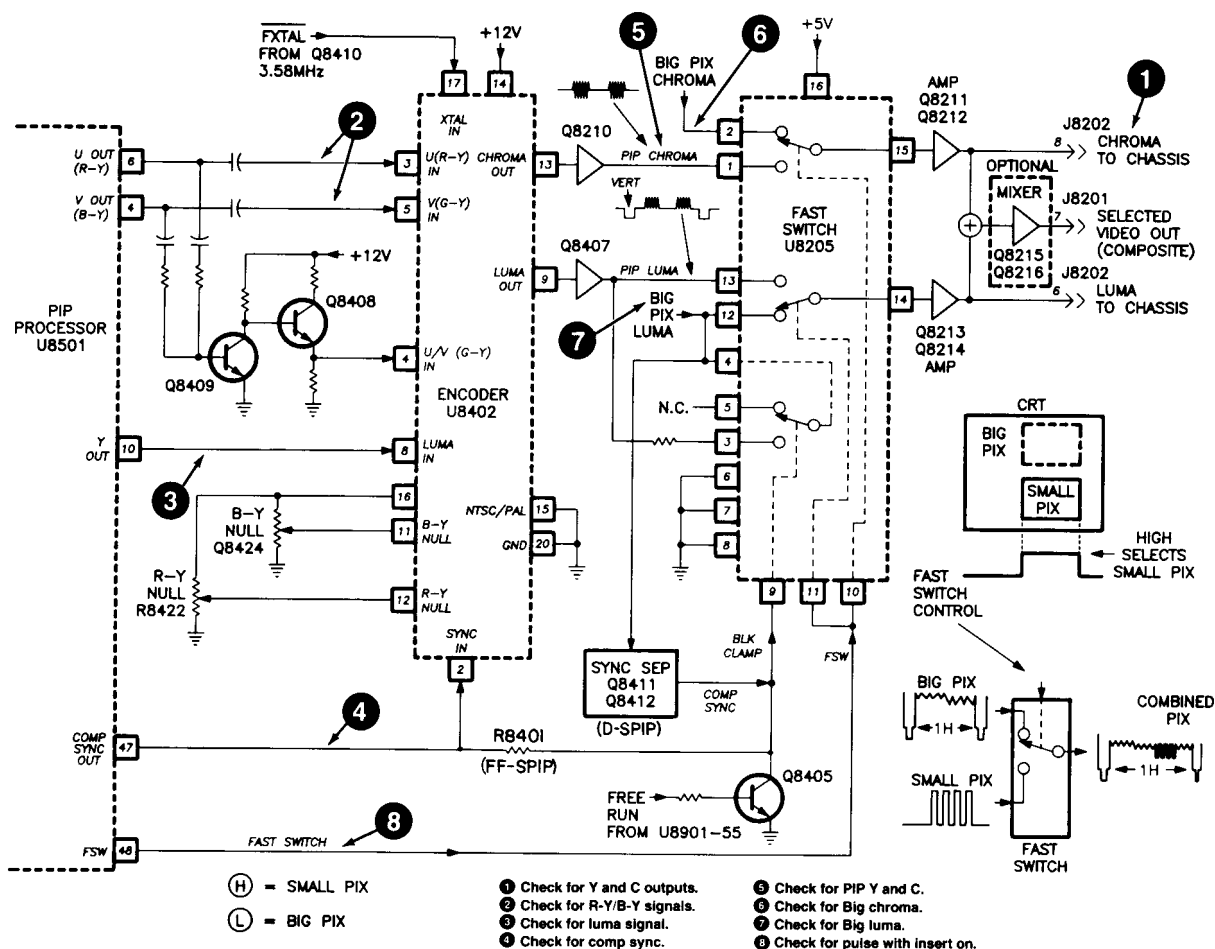 FXTAL
FROM Q8410
3.58MHz
+12V
17
14
XTAL
IN
5
6
BIG PIX
CHROMA
+5V
16
AMP
Q8211
Q8212
1
J8202
8
CHROMA
TO CHASSIS
2
U OUT
(R-Y)
6
3
U(R-Y)
IN
CHROMA
OUT
13
Q8210
PIP CHROMA
2
1
15
V OUT
(B-Y)
4
5
V(G-Y)
IN
VERT
FAST
SWITCH
U8205
OPTIONAL
MIXER
Q8215
Q8216
J8201
7
SELECTED
VIDEO OUT
(COMPOSITE)
+12V
Q8408
LUMA
OUT
9
Q8407
PIP LUMA
13
7
BIG
PIX
LUMA
12
14
Q8213
Q8214
AMP
J8202
6
LUMA
TO CHASSIS
PIP
PROCESSOR
U8501
Q8409
4
U/V (G-Y)
IN
ENCODER
U8402
4
N.C.
5
3
6
7
8
CRT
BIG
PIX
SMALL
PIX
HIGH
SELECTS
SMALL PIX
Y
OUT
10
3
8
LUMA
IN
16
B-Y
NULL
Q8424
11
B-Y
NULL
NTSC/PAL
15
GND
20
R-Y
NULL
R8422
12
R-Y
NULL
SYNC
IN
2
9
11
10
BLK
CLAMP
FSW
SYNC SEP
Q8411
Q8412
(D-SPIP)
COMP
SYNC
FAST
SWITCH
CONTROL
BIG PIX
1H
SMALL PIX
COMBINED
PIX
1H
FAST
SWITCH
COMP
SYNC
OUT
47
4
R8401
(FF-SPIP)
Q8405
FREE
RUN
FROM U8901-55
FSW
48
FAST SWITCH
8
H = SMALL PIX
L = BIG PIX
1 Check for Y and C outputs.
2 Check for R-Y/B-Y signals.
3 Check for luma signal.
4 Check for comp sync.
5 Check for PIP Y and C.
6 Check for Big chroma.
7 Check for Big luma.
8 Check for pulse with insert on.